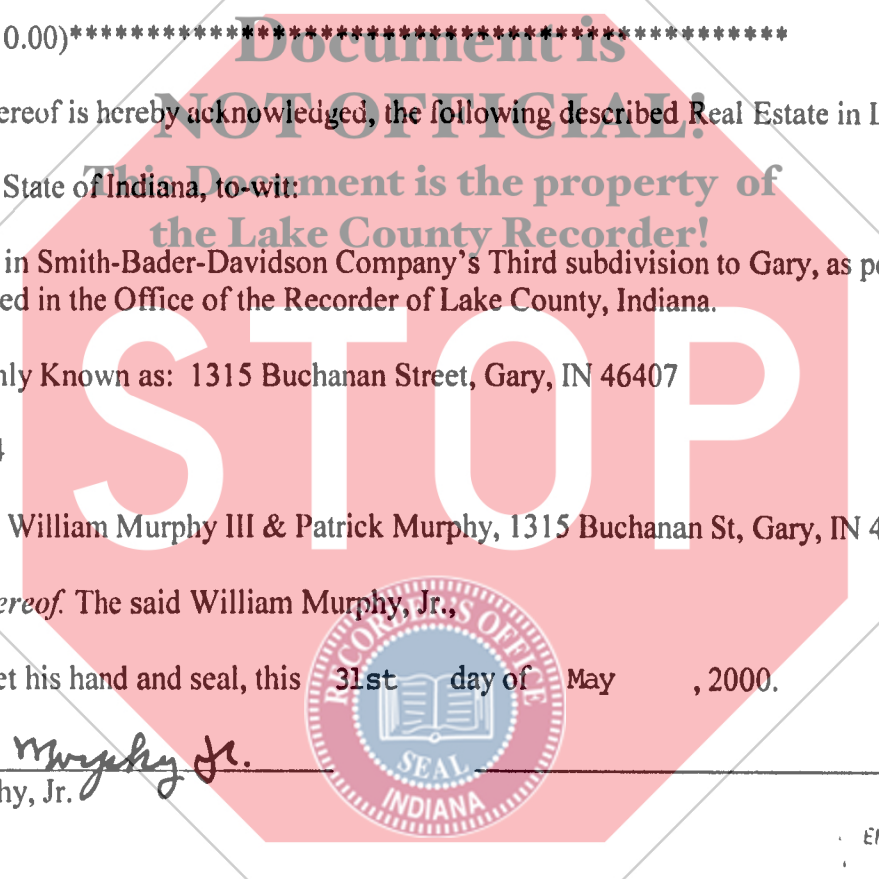 0.00)************************************************
Document is
NOT OFFICIAL!
ereof is hereby acknowledged, the following described Real Estate in L
This Document is the property of
State of Indiana, to-wit:
the Lake County Recorder!
in Smith-Bader-Davidson Company's Third subdivision to Gary, as pe
ed in the Office of the Recorder of Lake County, Indiana.
STOP
nly Known as: 1315 Buchanan Street, Gary, IN 46407
4
William Murphy III & Patrick Murphy, 1315 Buchanan St, Gary, IN 4
ereof. The said William Murphy, Jr.,
et his hand and seal, this 31st day of May , 2000.
RECORDER'S OFFICE
SEAL
INDIANA
Murphy Jr.
hy, Jr.
EN